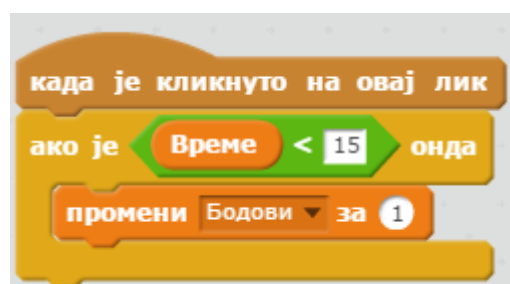 када је кликнуто на овај лик
ако је Време < 15 онда
промени Бодови за 1